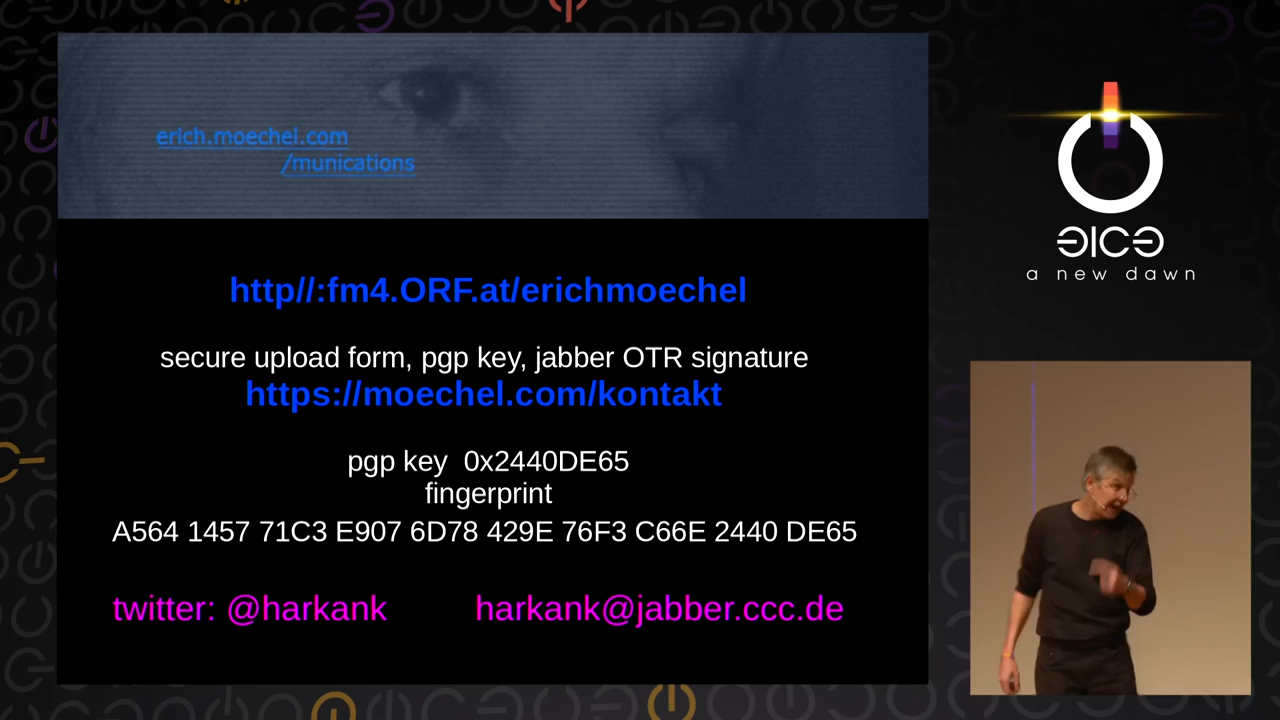 erich.moechel.com
/munications
http//:fm4.ORF.at/erichmoechel
secure upload form, pgp key, jabber OTR signature
https://moechel.com/kontakt
pgp key 0x2440DE65
fingerprint
A564 1457 71C3 E907 6D78 429E 76F3 C66E 2440 DE65
twitter: @harkank harkank@jabber.ccc.de
a new dawn